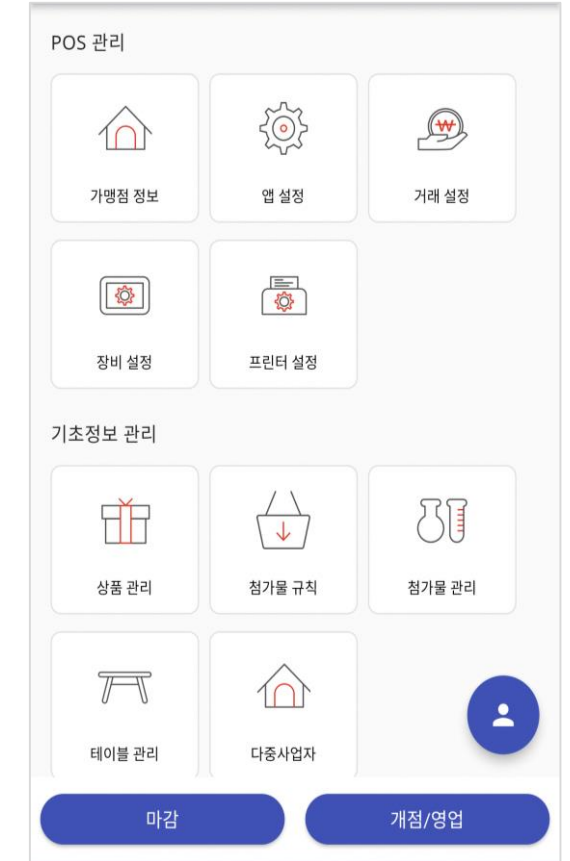 POS 관리
가맹점 정보 앱 설정 거래 설정
장비 설정 프린터 설정
기초정보 관리
상품 관리 첨가물 규칙 첨가물 관리
테이블 관리 다중사업자
마감 개점/영업